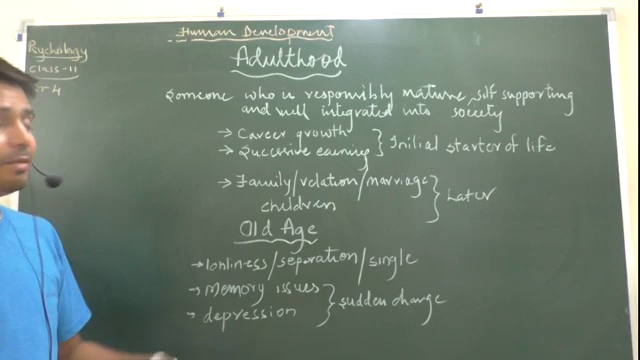 Human Development
Psychology
Class-11
Adulthood
Someone who is responsibly mature, self supporting
and well integrated into society
→ Career growth
→ Successive earning } Initial starter of life
→ Family/relation/marriage
children } Later
Old Age
→ lonliness/separation/single
→ Memory issues
→ depression } sudden change